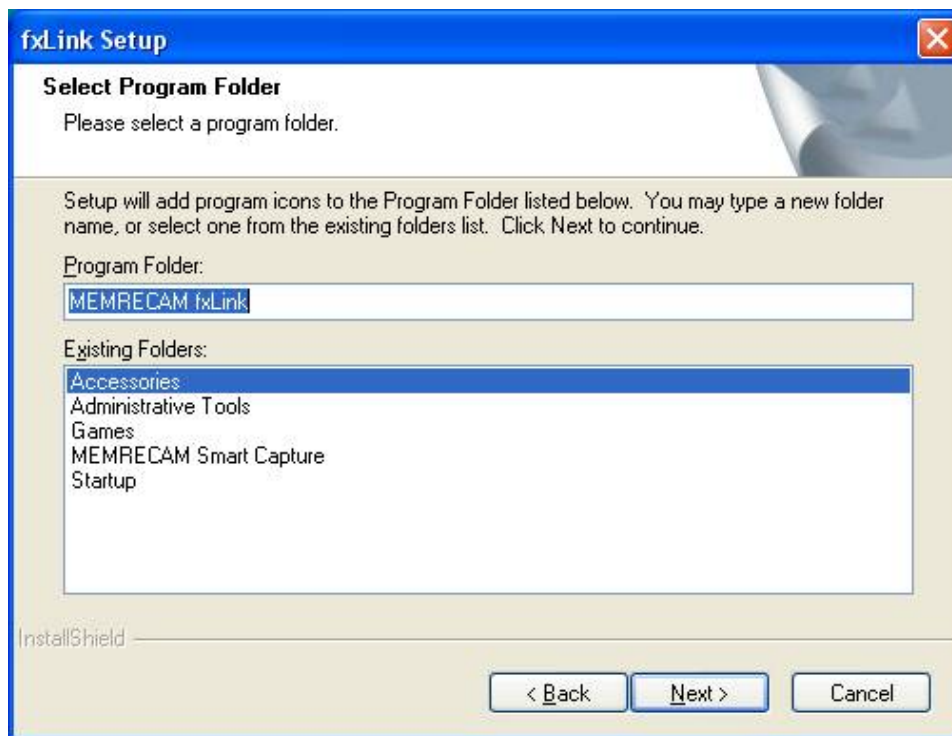 fxLink Setup
Select Program Folder
Please select a program folder.
Setup will add program icons to the Program Folder listed below.  You may type a new folder
name, or select one from the existing folders list.  Click Next to continue.
Program Folder:
MEMRECAM fxLink
Existing Folders:
Accessories
Administrative Tools
Games
MEMRECAM Smart Capture
Startup
InstallShield
< Back
Next >
Cancel